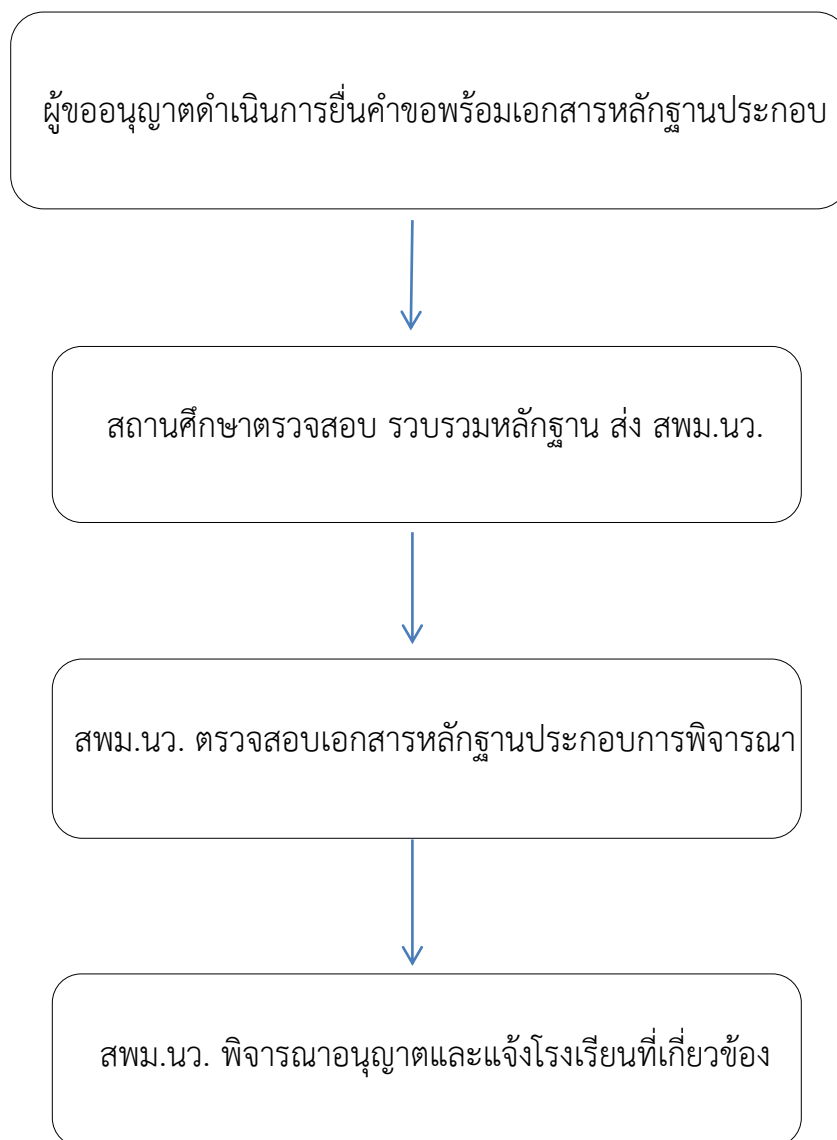 ผู้ขออนุญาตดำเนินการยื่นคำขอพร้อมเอกสารหลักฐานประกอบ
สถานศึกษาตรวจสอบ รวบรวมหลักฐาน ส่ง สพม.นว.
สพม.นว. ตรวจสอบเอกสารหลักฐานประกอบการพิจารณา
สพม.นว. พิจารณาอนุญาตและแจ้งโรงเรียนที่เกี่ยวข้อง